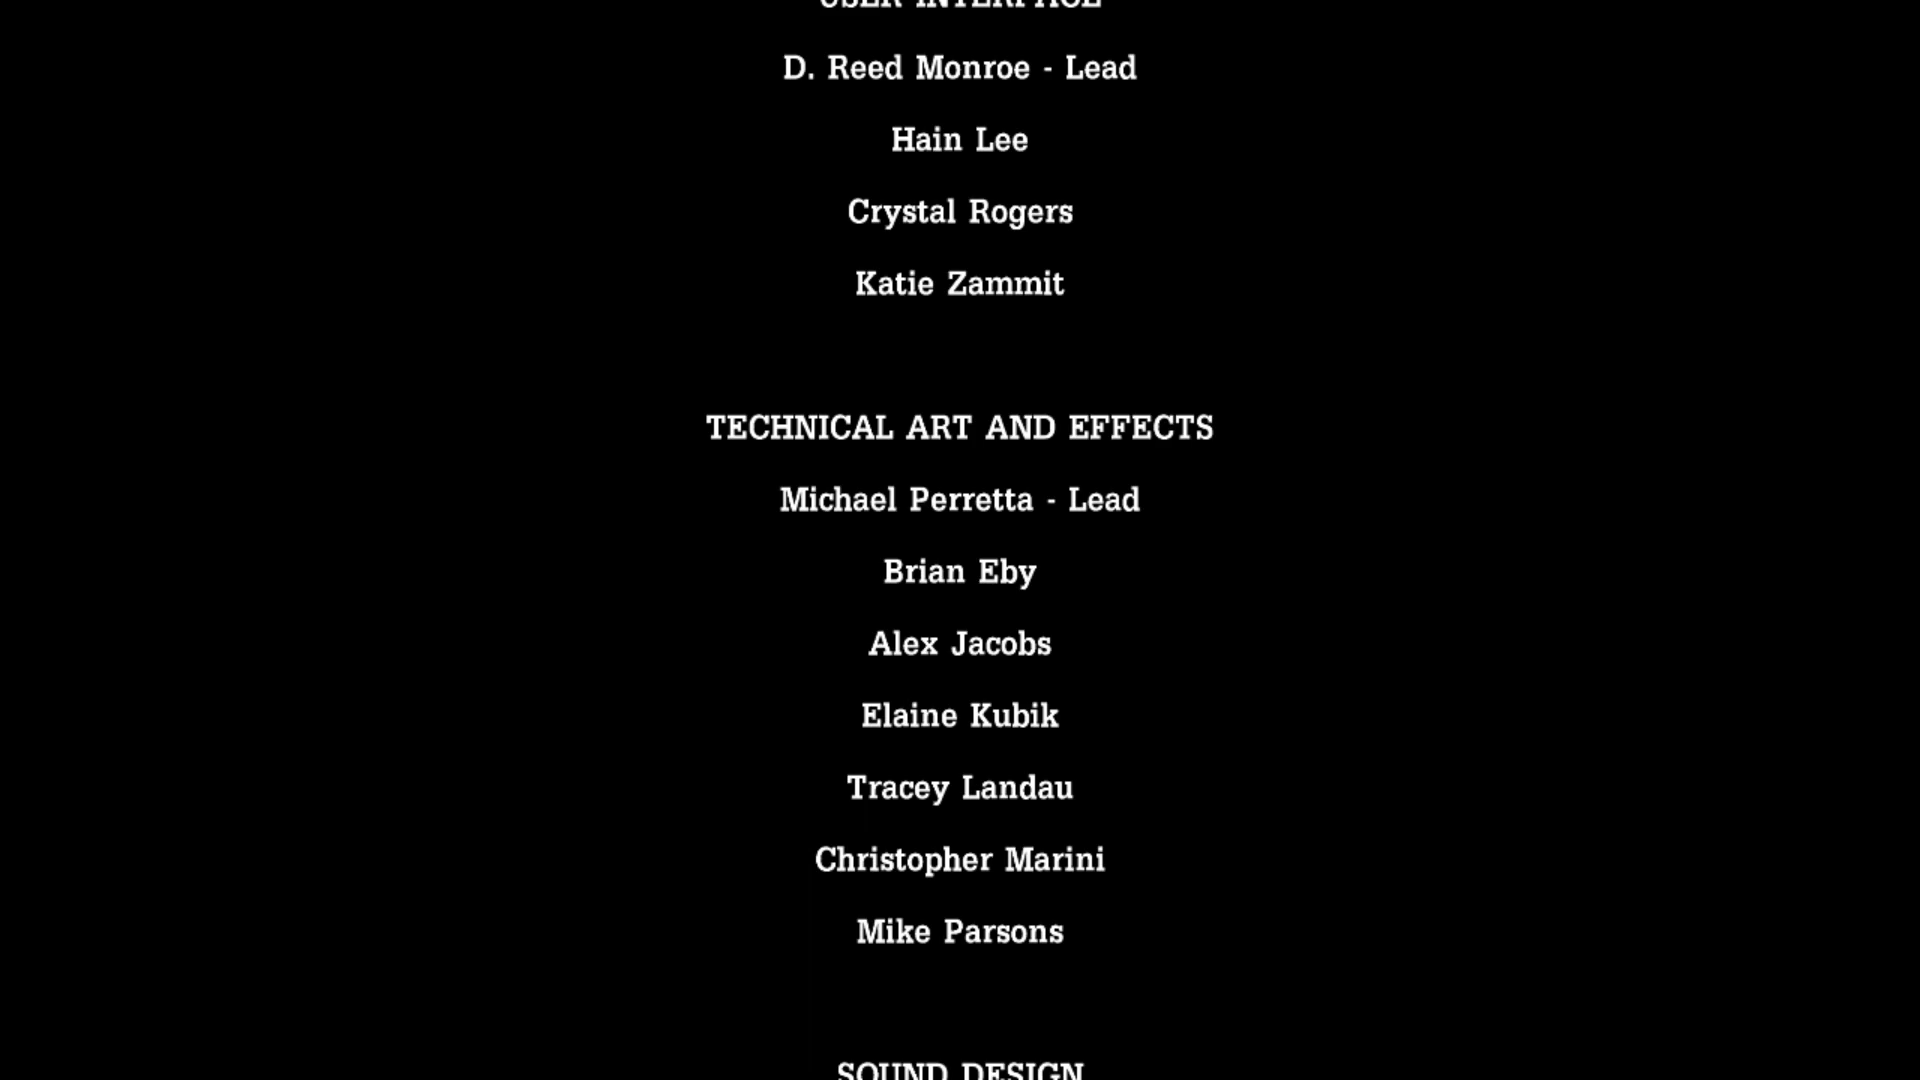 USER INTERFACE
D. Reed Monroe - Lead
Hain Lee
Crystal Rogers
Katie Zammit
TECHNICAL ART AND EFFECTS
Michael Perretta - Lead
Brian Eby
Alex Jacobs
Elaine Kubik
Tracey Landau
Christopher Marini
Mike Parsons
SOUND DESIGN